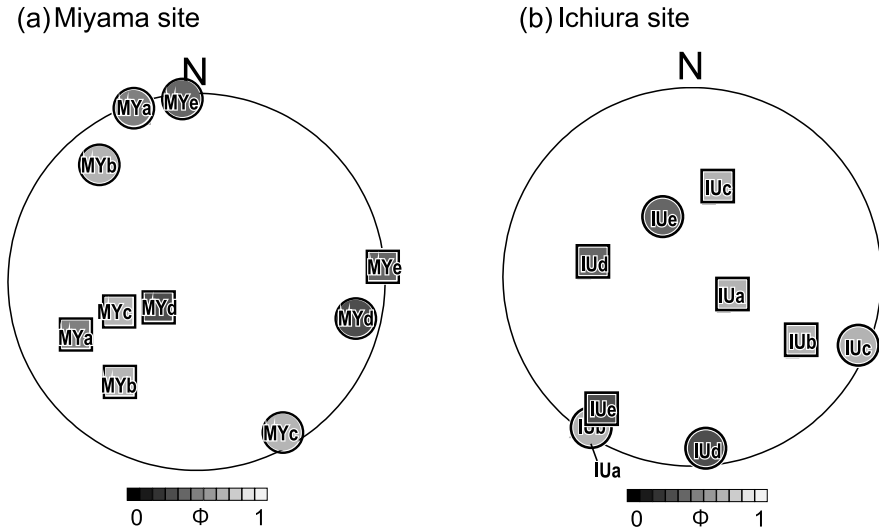 (a) Miyama site
N
MYa
MYe
MYb
MYe
MYc
MYd
MYd
MYa
MYb
MYc
0 Φ 1
(b) Ichiura site
N
IUc
IUe
IUd
IUa
IUb
IUc
IUe
IUb
IUd
IUa
0 Φ 1